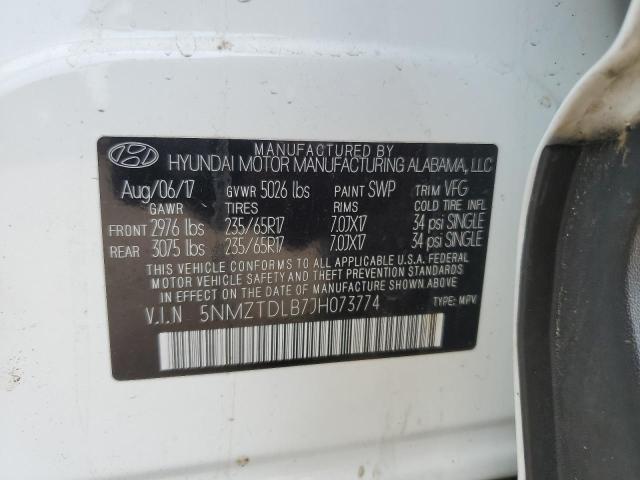 MANUFACTURED BY
HYUNDAI MOTOR MANUFACTURING ALABAMA, LLC
Aug/06/17 GVWR 5026 lbs PAINT SWP TRIM VFG
GAWR TIRES RIMS COLD TIRE INFL
FRONT 2976 lbs 235/65R17 7.0JX17 34 psi SINGLE
REAR 3075 lbs 235/65R17 7.0JX17 34 psi SINGLE
THIS VEHICLE CONFORMS TO ALL APPLICABLE U.S.A. FEDERAL
MOTOR VEHICLE SAFETY AND THEFT PREVENTION STANDARDS
IN EFFECT ON THE DATE OF MANUFACTURE SHOWN ABOVE.
V.I.N 5NMZTDLB7JH073774 TYPE: MPV